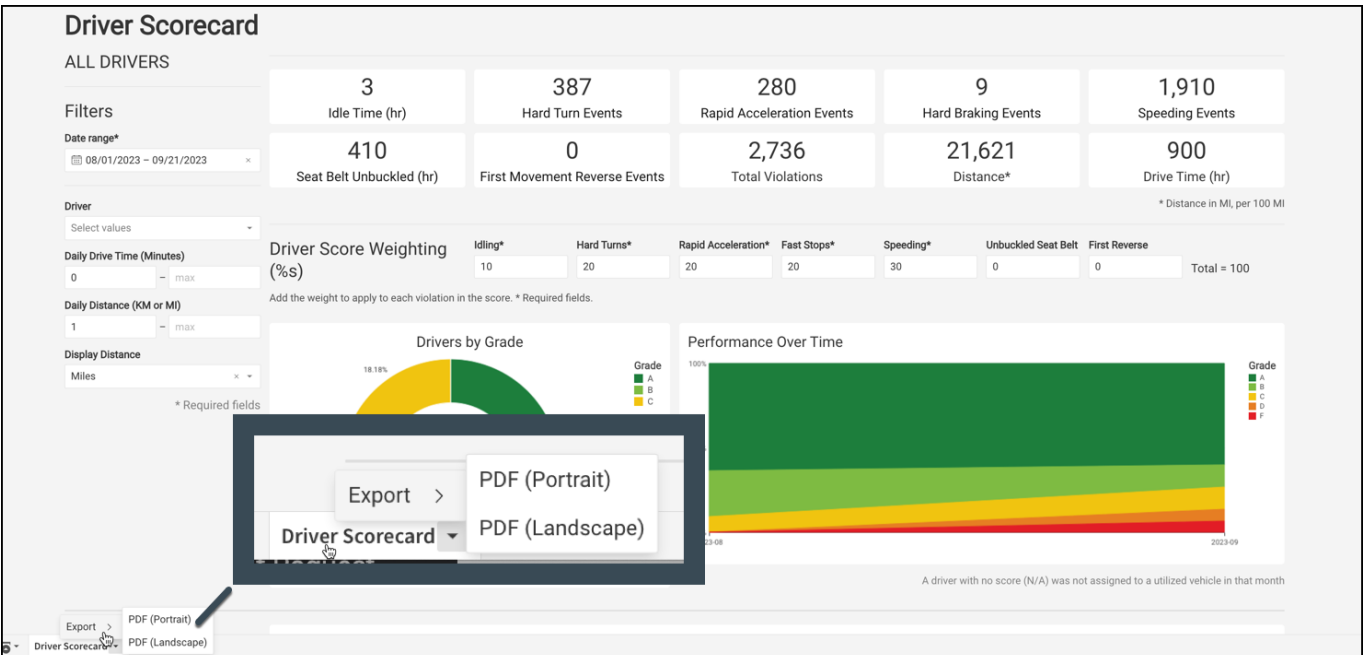 Driver Scorecard
ALL DRIVERS
Filters
Date range*
08/01/2023 – 09/21/2023 ×
Driver
Select values
Daily Drive Time (Minutes)
0 – max
Daily Distance (KM or MI)
1 – max
Display Distance
Miles ×
* Required fields
3
Idle Time (hr)
387
Hard Turn Events
280
Rapid Acceleration Events
9
Hard Braking Events
1,910
Speeding Events
410
Seat Belt Unbuckled (hr)
0
First Movement Reverse Events
2,736
Total Violations
21,621
Distance*
900
Drive Time (hr)
* Distance in MI, per 100 MI
Driver Score Weighting
(%s)
Idling*
10
Hard Turns*
20
Rapid Acceleration*
20
Fast Stops*
20
Speeding*
30
Unbuckled Seat Belt
0
First Reverse
0
Total = 100
Add the weight to apply to each violation in the score. * Required fields.
Drivers by Grade
18.18%
Grade
A
B
C
Performance Over Time
100%
23-08
2023-09
Grade
A
B
C
D
F
A driver with no score (N/A) was not assigned to a utilized vehicle in that month
Export >
PDF (Portrait)
PDF (Landscape)
Driver Scorecard
Export >
PDF (Portrait)
PDF (Landscape)
Driver Scorecard